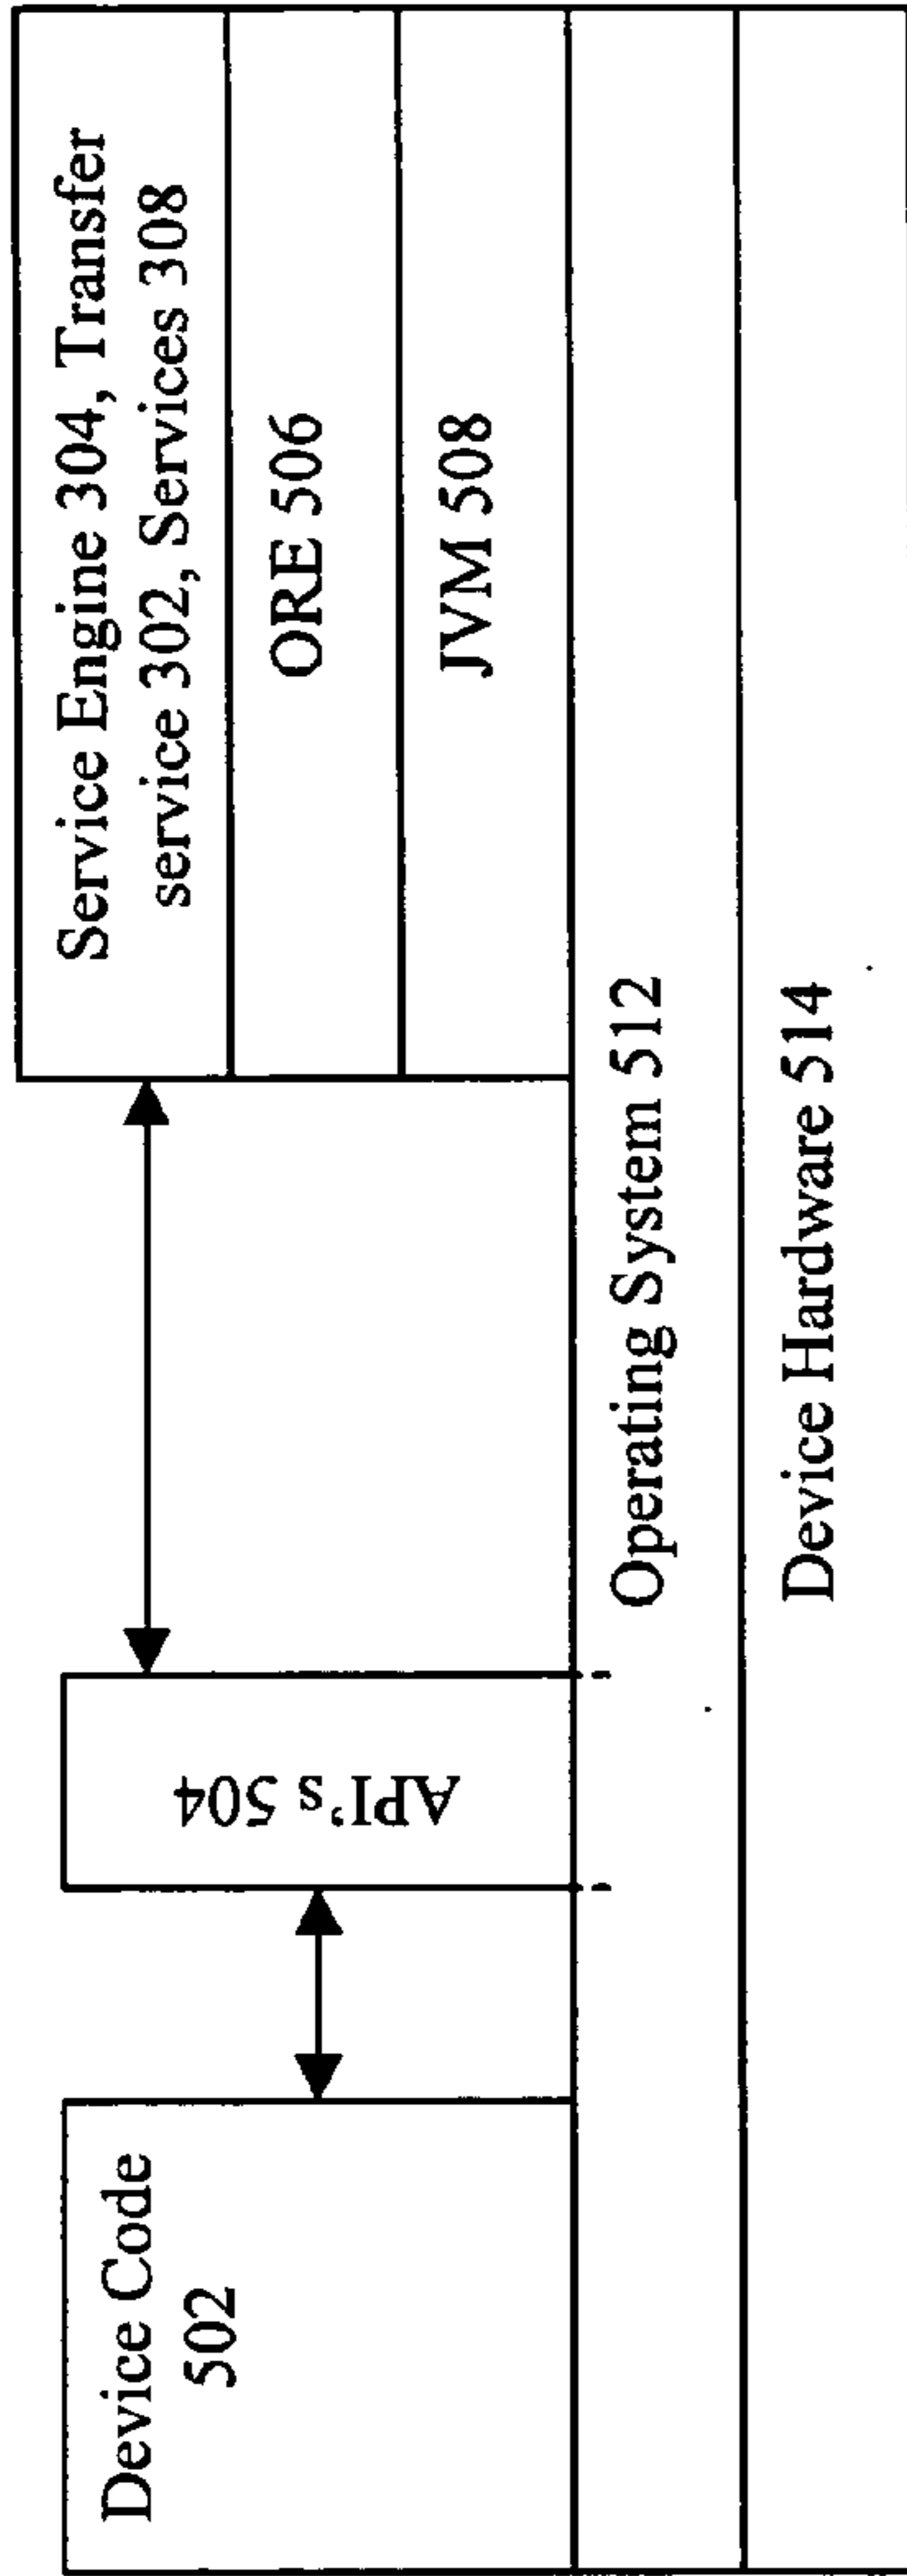 Device Code
502
API's 504
Service Engine 304, Transfer
service 302, Services 308
ORE 506
JVM 508
Operating System 512
Device Hardware 514